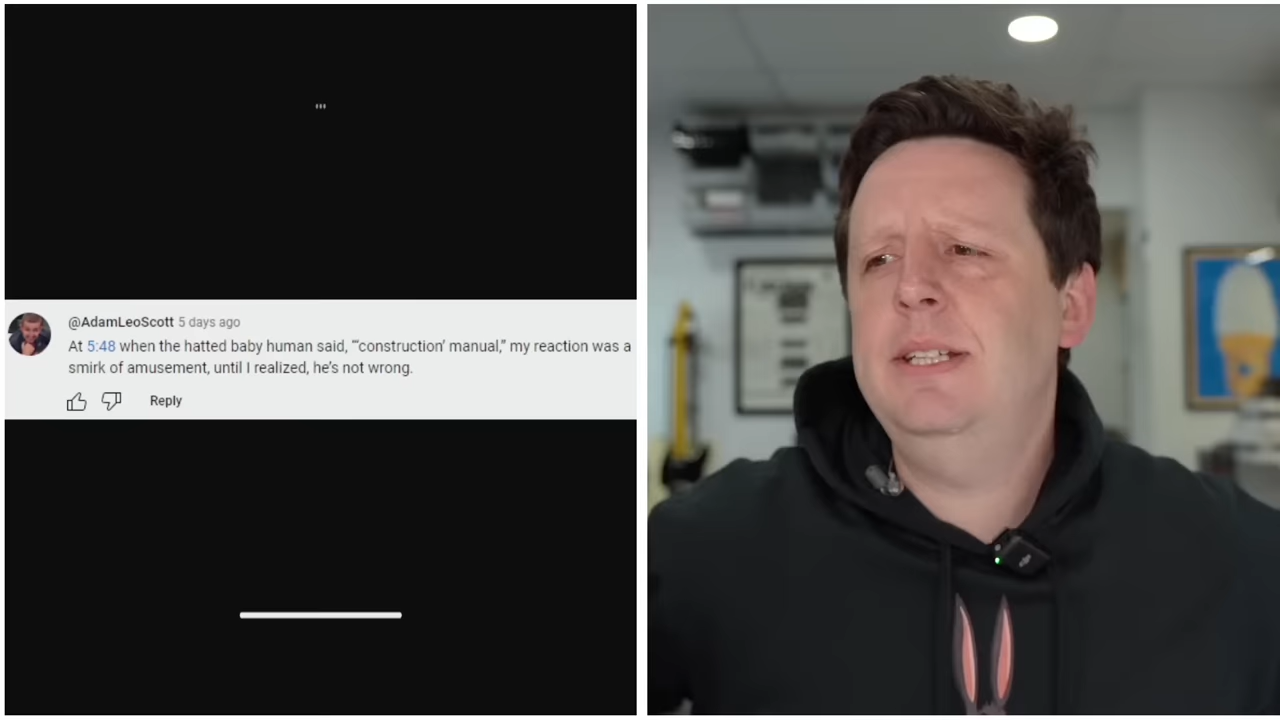 @AdamLeoScott 5 days ago
At 5:48 when the hatted baby human said, “‘construction’ manual,” my reaction was a
smirk of amusement, until I realized, he’s not wrong.
Reply